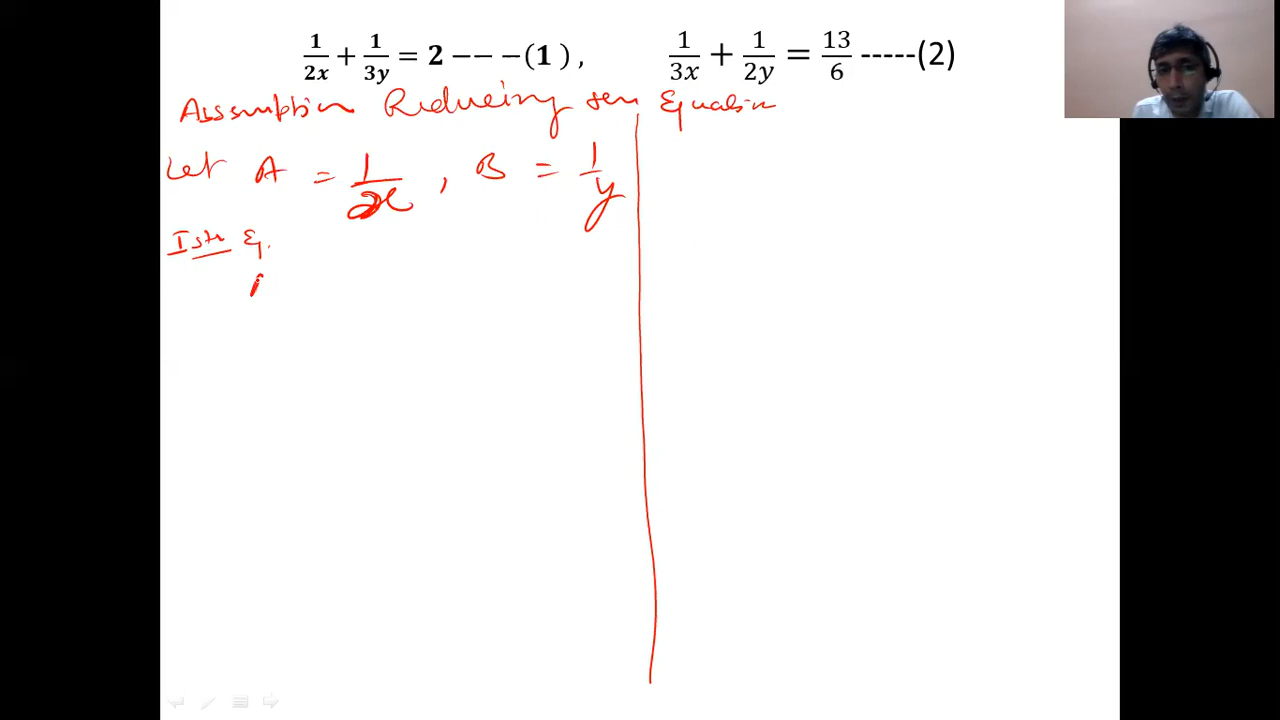 1/2x + 1/3y = 2 −−− −(1 ) , 1/3x + 1/2y = 13/6 -----(2)
Assumption Reducing Equation
Let A = 1/x , B = 1/y
Ist Eq.